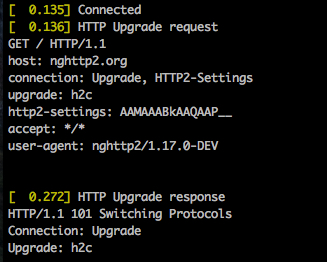 [  0.135] Connected
[  0.136] HTTP Upgrade request
GET / HTTP/1.1
host: nghttp2.org
connection: Upgrade, HTTP2-Settings
upgrade: h2c
http2-settings: AAMAAABkAAQAAP__
accept: */*
user-agent: nghttp2/1.17.0-DEV
[  0.272] HTTP Upgrade response
HTTP/1.1 101 Switching Protocols
Connection: Upgrade
Upgrade: h2c